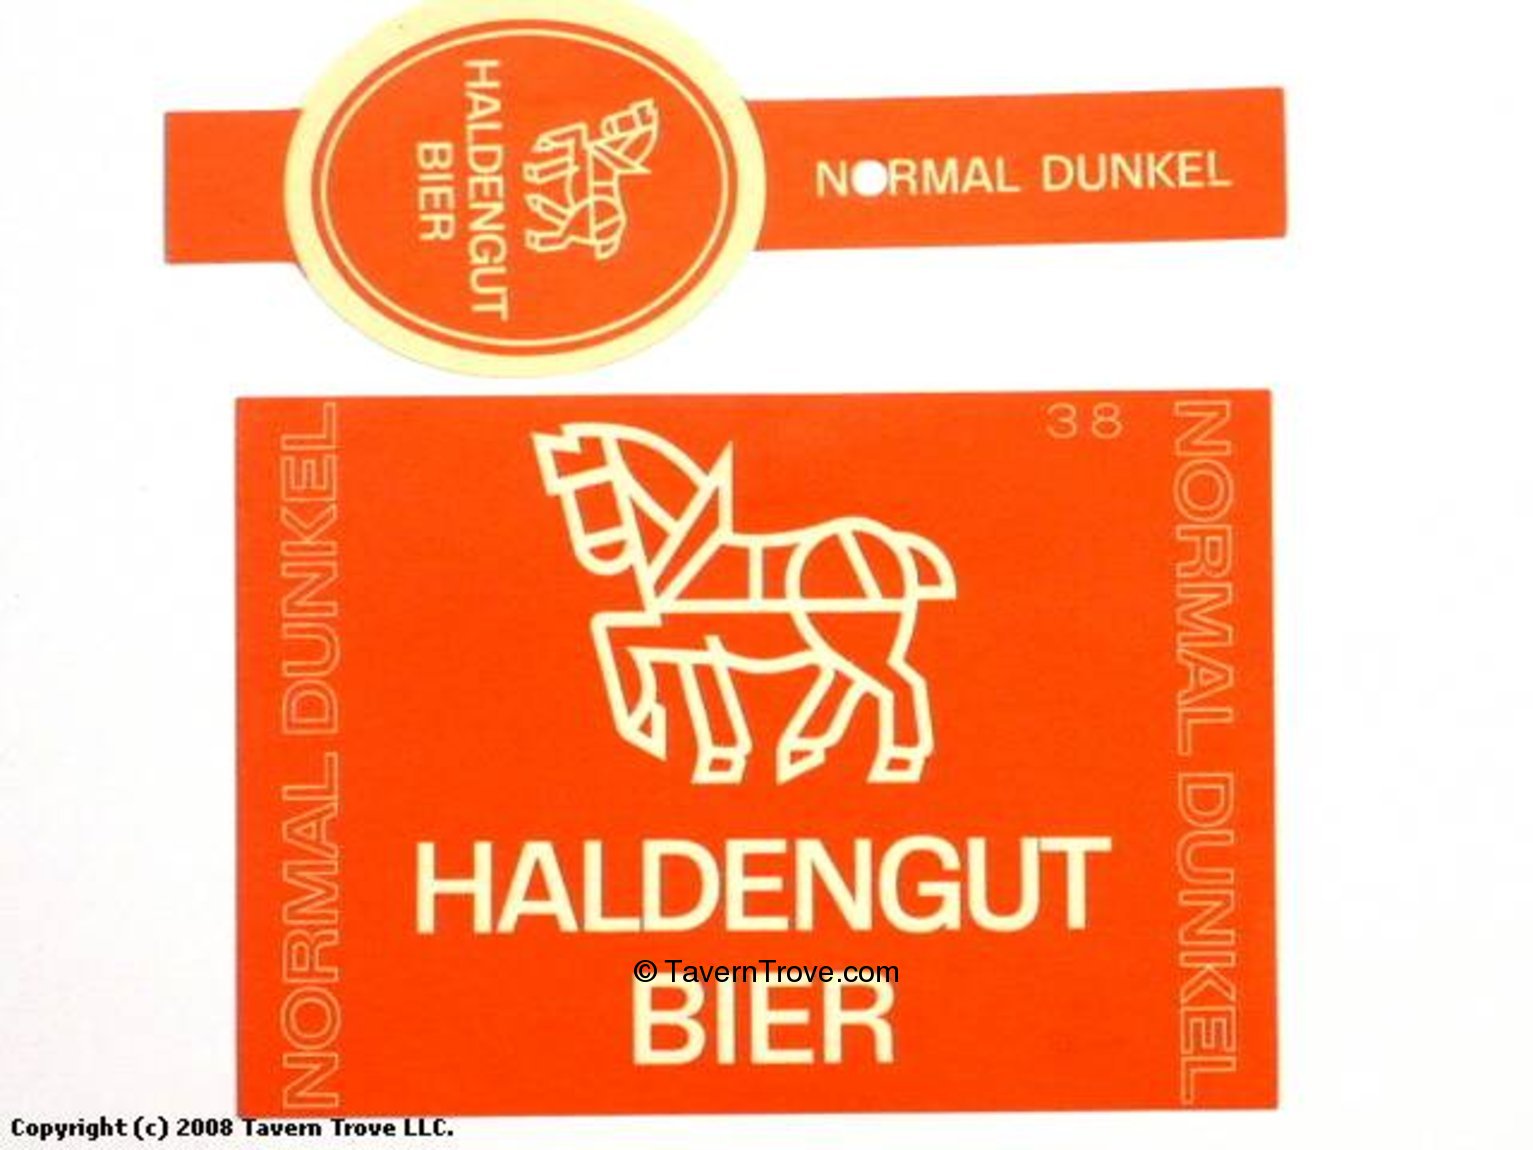 HALDENGUT
BIER
NORMAL DUNKEL
NORMAL DUNKEL
38
NORMAL DUNKEL
HALDENGUT
© TavernTrove.com
BIER
Copyright (c) 2008 Tavern Trove LLC.